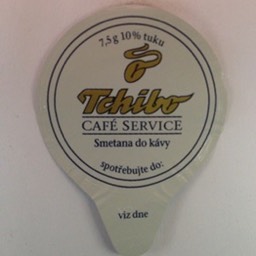 7,5 g 10% tuku
Tchibo
CAFÉ SERVICE
Smetana do kávy
spotřebujte do:
viz dne